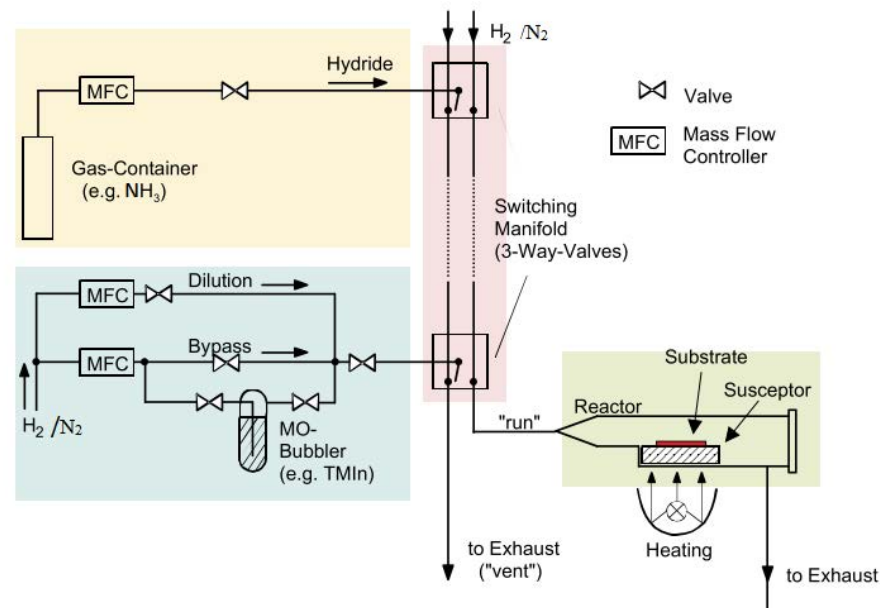 H2 /N2
Hydride
MFC
Valve
MFC
Mass Flow
Controller
Gas-Container
(e.g. NH3)
Switching
Manifold
(3-Way-Valves)
Dilution
MFC
Bypass
MFC
H2 /N2
MO-
Bubbler
(e.g. TMIn)
Substrate
Susceptor
Reactor
"run"
Heating
to Exhaust
("vent")
to Exhaust